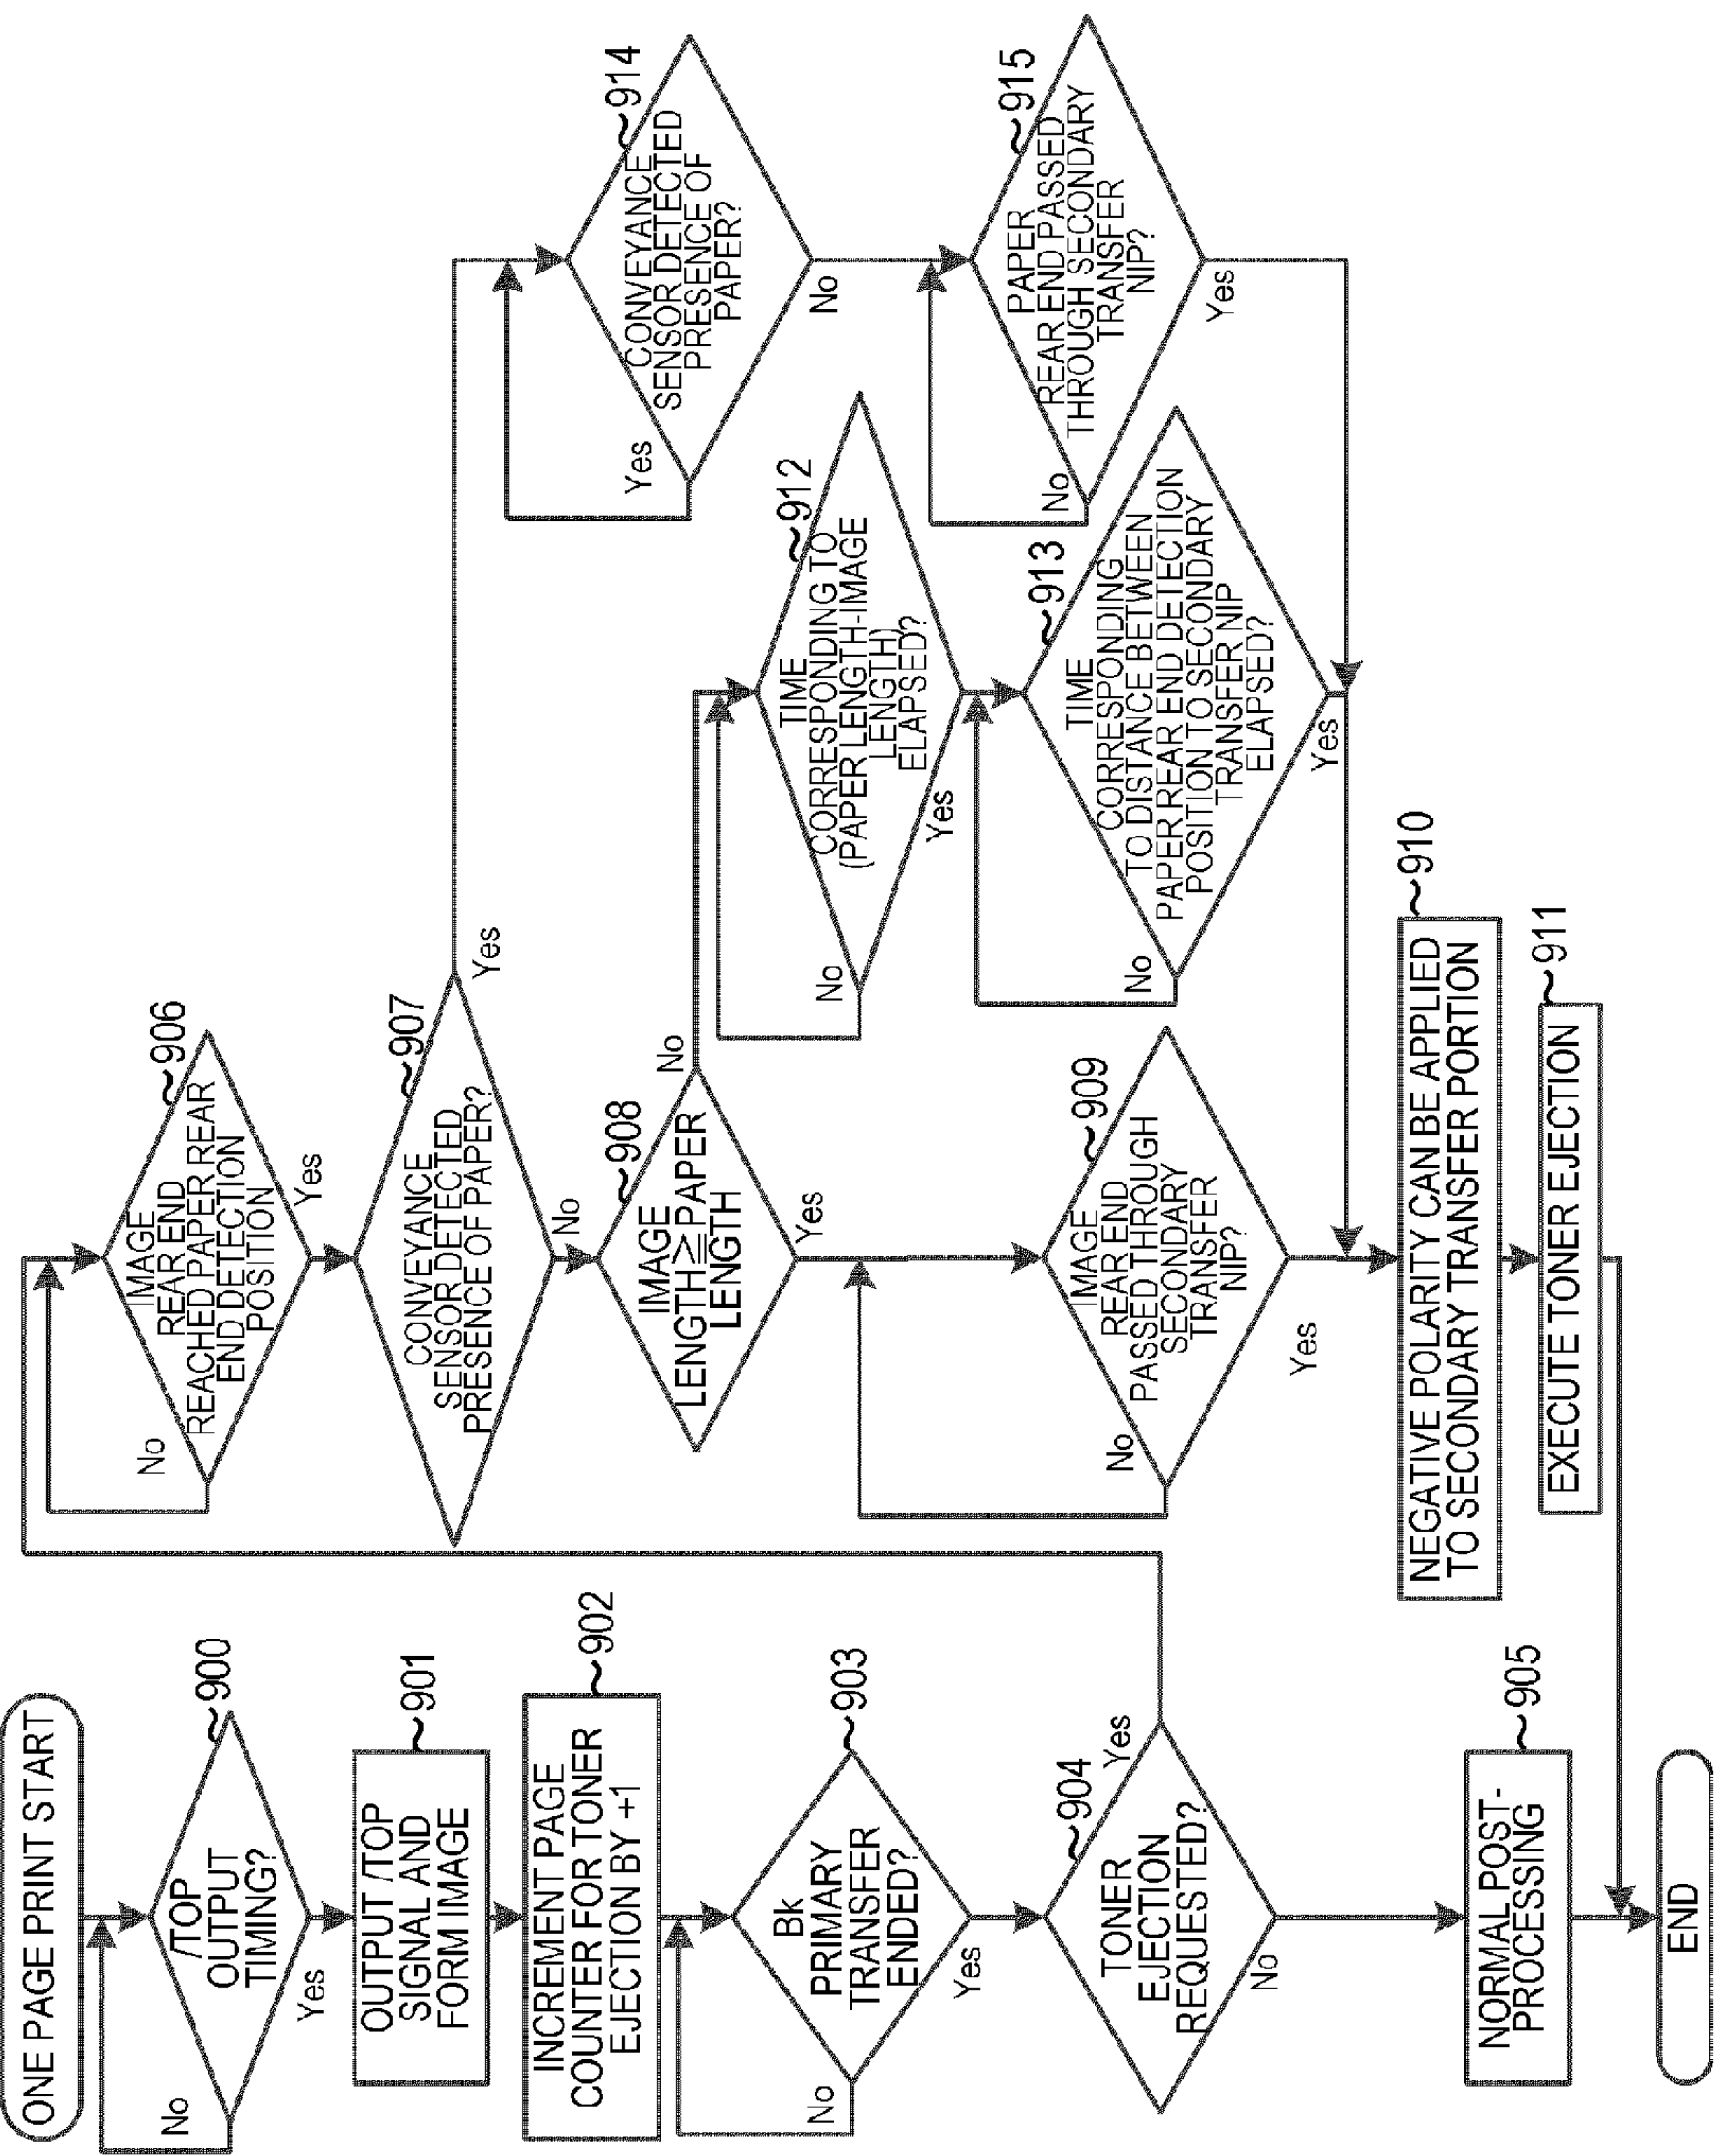 ONE PAGE PRINT START
900
/TOP
OUTPUT
TIMING?
No
Yes
901
OUTPUT /TOP
SIGNAL AND
FORM IMAGE
902
INCREMENT PAGE
COUNTER FOR TONER
EJECTION BY +1
903
Bk
PRIMARY
TRANSFER
ENDED?
No
Yes
904
TONER
EJECTION
REQUESTED?
Yes
No
905
NORMAL POST-
PROCESSING
END
906
IMAGE
REAR END
REACHED PAPER REAR
END DETECTION
POSITION
No
Yes
907
CONVEYANCE
SENSOR DETECTED
PRESENCE OF PAPER?
Yes
No
908
IMAGE
LENGTH≧PAPER
LENGTH
No
Yes
909
IMAGE
REAR END
PASSED THROUGH
SECONDARY
TRANSFER
NIP?
No
Yes
910
NEGATIVE POLARITY CAN BE APPLIED
TO SECONDARY TRANSFER PORTION
911
EXECUTE TONER EJECTION
912
TIME
CORRESPONDING TO
(PAPER LENGTH-IMAGE
LENGTH)
ELAPSED?
No
Yes
913
TIME
CORRESPONDING
TO DISTANCE BETWEEN
PAPER REAR END DETECTION
POSITION TO SECONDARY
TRANSFER NIP
ELAPSED?
No
Yes
914
CONVEYANCE
SENSOR DETECTED
PRESENCE OF
PAPER?
Yes
No
915
PAPER
REAR END PASSED
THROUGH SECONDARY
TRANSFER
NIP?
No
Yes